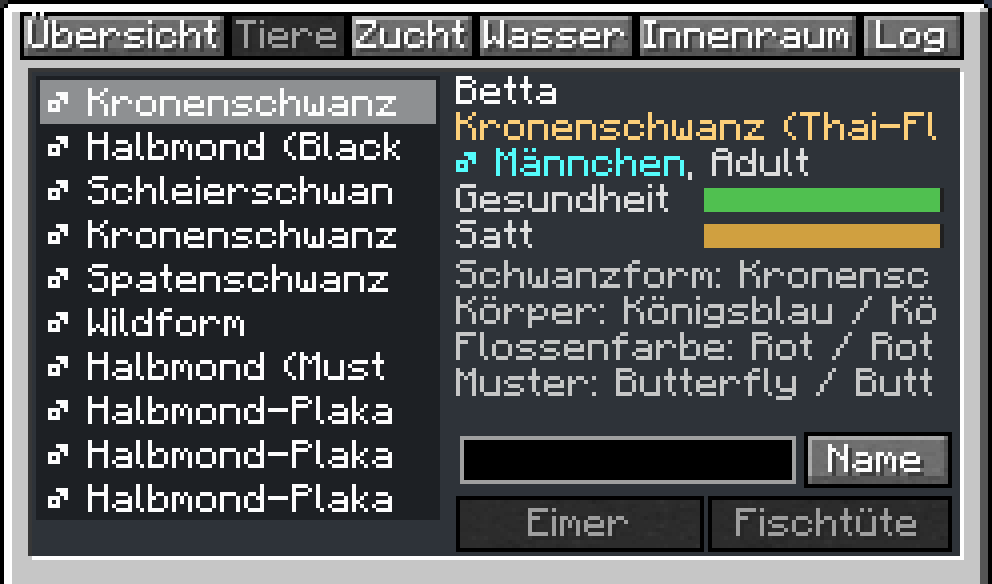 Übersicht Tiere Zucht Wasser Innenraum Log
♂ Kronenschwanz
♂ Halbmond (Black
♂ Schleierschwan
♂ Kronenschwanz
♂ Spatenschwanz
♂ Wildform
♂ Halbmond (Must
♂ Halbmond-Plaka
♂ Halbmond-Plaka
♂ Halbmond-Plaka
Betta
Kronenschwanz (Thai-Fl
♂ Männchen, Adult
Gesundheit
Satt
Schwanzform: Kronensc
Körper: Königsblau / Kö
Flossenfarbe: Rot / Rot
Muster: Butterfly / Butt
Name
Eimer Fischtüte